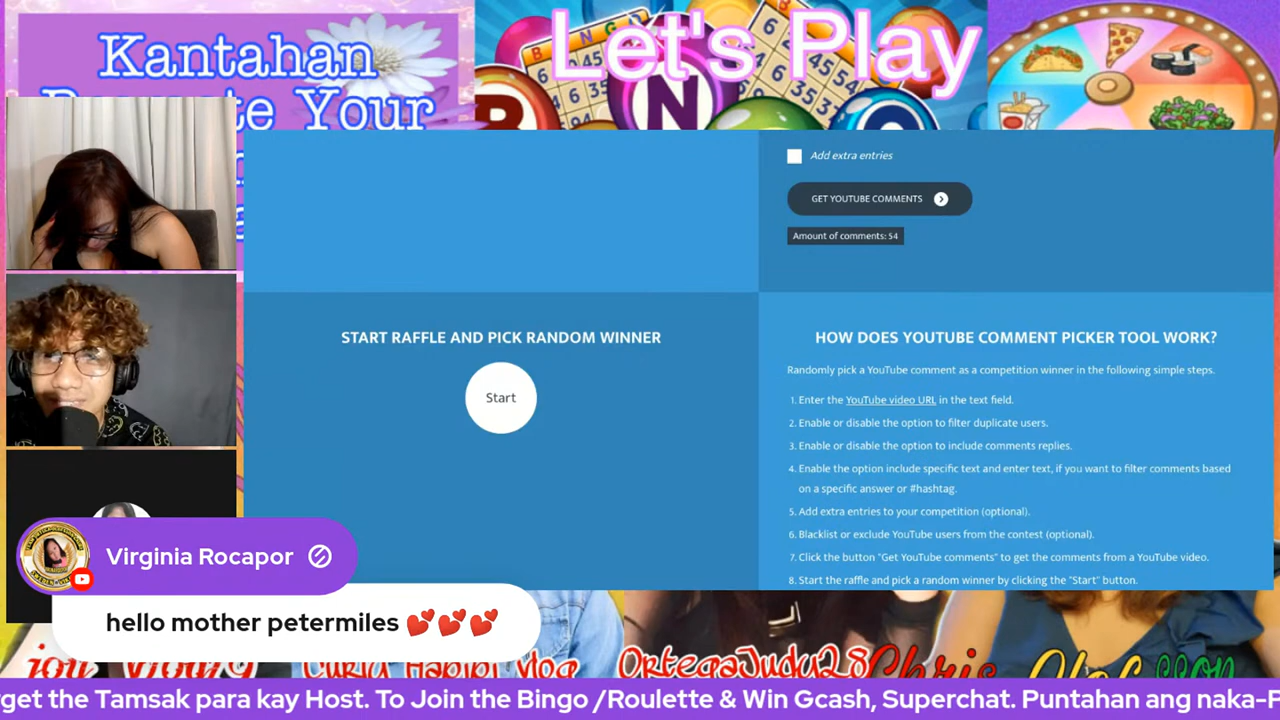 Kantahan
Your
Let's Play
BINGO
N
Add extra entries
GET YOUTUBE COMMENTS
Amount of comments: 54
START RAFFLE AND PICK RANDOM WINNER
Start
HOW DOES YOUTUBE COMMENT PICKER TOOL WORK?
Randomly pick a YouTube comment as a competition winner in the following simple steps.
1. Enter the YouTube video URL in the text field.
2. Enable or disable the option to filter duplicate users.
3. Enable or disable the option to include comments replies.
4. Enable the option include specific text and enter text, if you want to filter comments based
on a specific answer or #hashtag.
5. Add extra entries to your competition (optional).
6. Blacklist or exclude YouTube users from the contest (optional).
7. Click the button "Get YouTube comments" to get the comments from a YouTube video.
8. Start the raffle and pick a random winner by clicking the "Start" button.
Virginia Rocapor
hello mother petermiles 💕💕💕
Curly Habibi Vlog
OrtegaJudy28
Chris
get the Tamsak para kay Host. To Join the Bingo /Roulette & Win Gcash, Superchat. Puntahan ang naka-